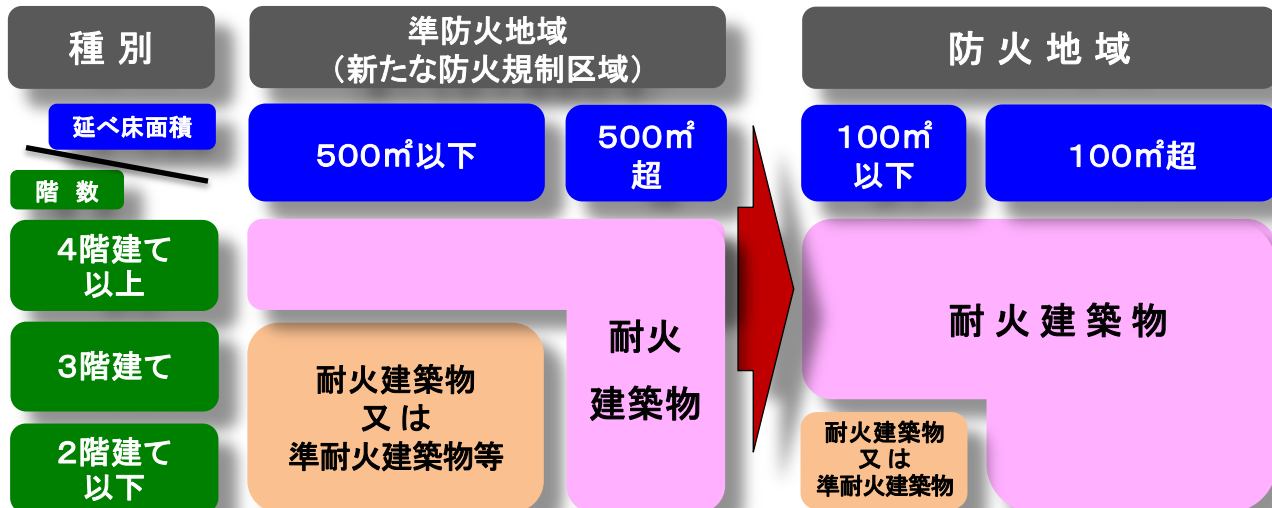 種別
準防火地域
（新たな防火規制区域）
防火地域
延べ床面積
階数
500㎡以下
500㎡
超
100㎡
以下
100㎡超
4階建て
以上
3階建て
2階建て
以下
耐火
建築物
耐火建築物
又は
準耐火建築物等
耐火建築物
耐火建築物
又は
準耐火建築物